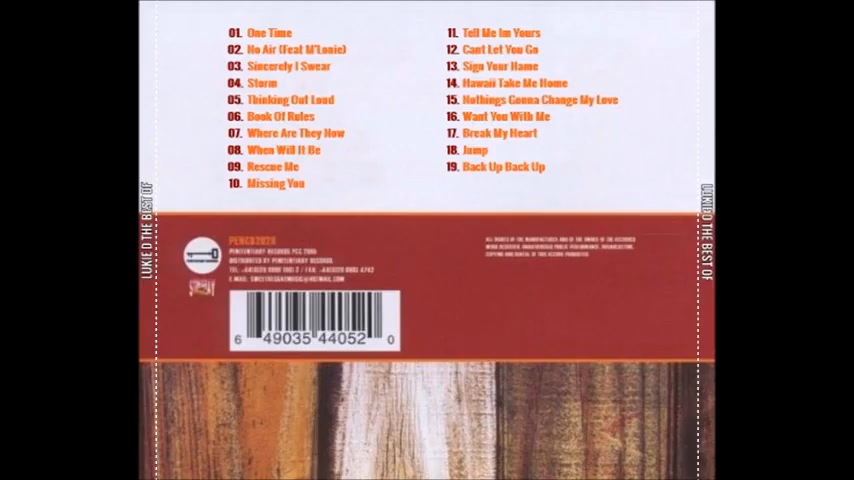 01. One Time
02. No Air (Feat M'Lonie)
03. Sincerely I Swear
04. Storm
05. Thinking Out Loud
06. Book Of Rules
07. Where Are They Now
08. When Will It Be
09. Rescue Me
10. Missing You
11. Tell Me Im Yours
12. Cant Let You Go
13. Sign Your Name
14. Hawaii Take Me Home
15. Nothings Gonna Change My Love
16. Want You With Me
17. Break My Heart
18. Jump
19. Back Up Back Up
LUKIE D THE BEST OF
LUKIE D THE BEST OF
PENITENTIARY RECORDS
DISTRIBUTED BY PENITENTIARY RECORDS
6 49035 44052 0